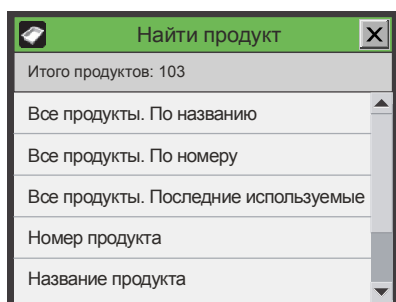 Найти продукт
Итого продуктов: 103
Все продукты. По названию
Все продукты. По номеру
Все продукты. Последние используемые
Номер продукта
Название продукта